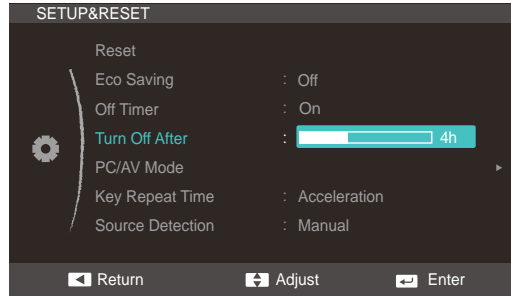 SETUP&RESET
Reset
Eco Saving : Off
Off Timer : On
Turn Off After : 4h
PC/AV Mode
Key Repeat Time : Acceleration
Source Detection : Manual
Return Adjust Enter